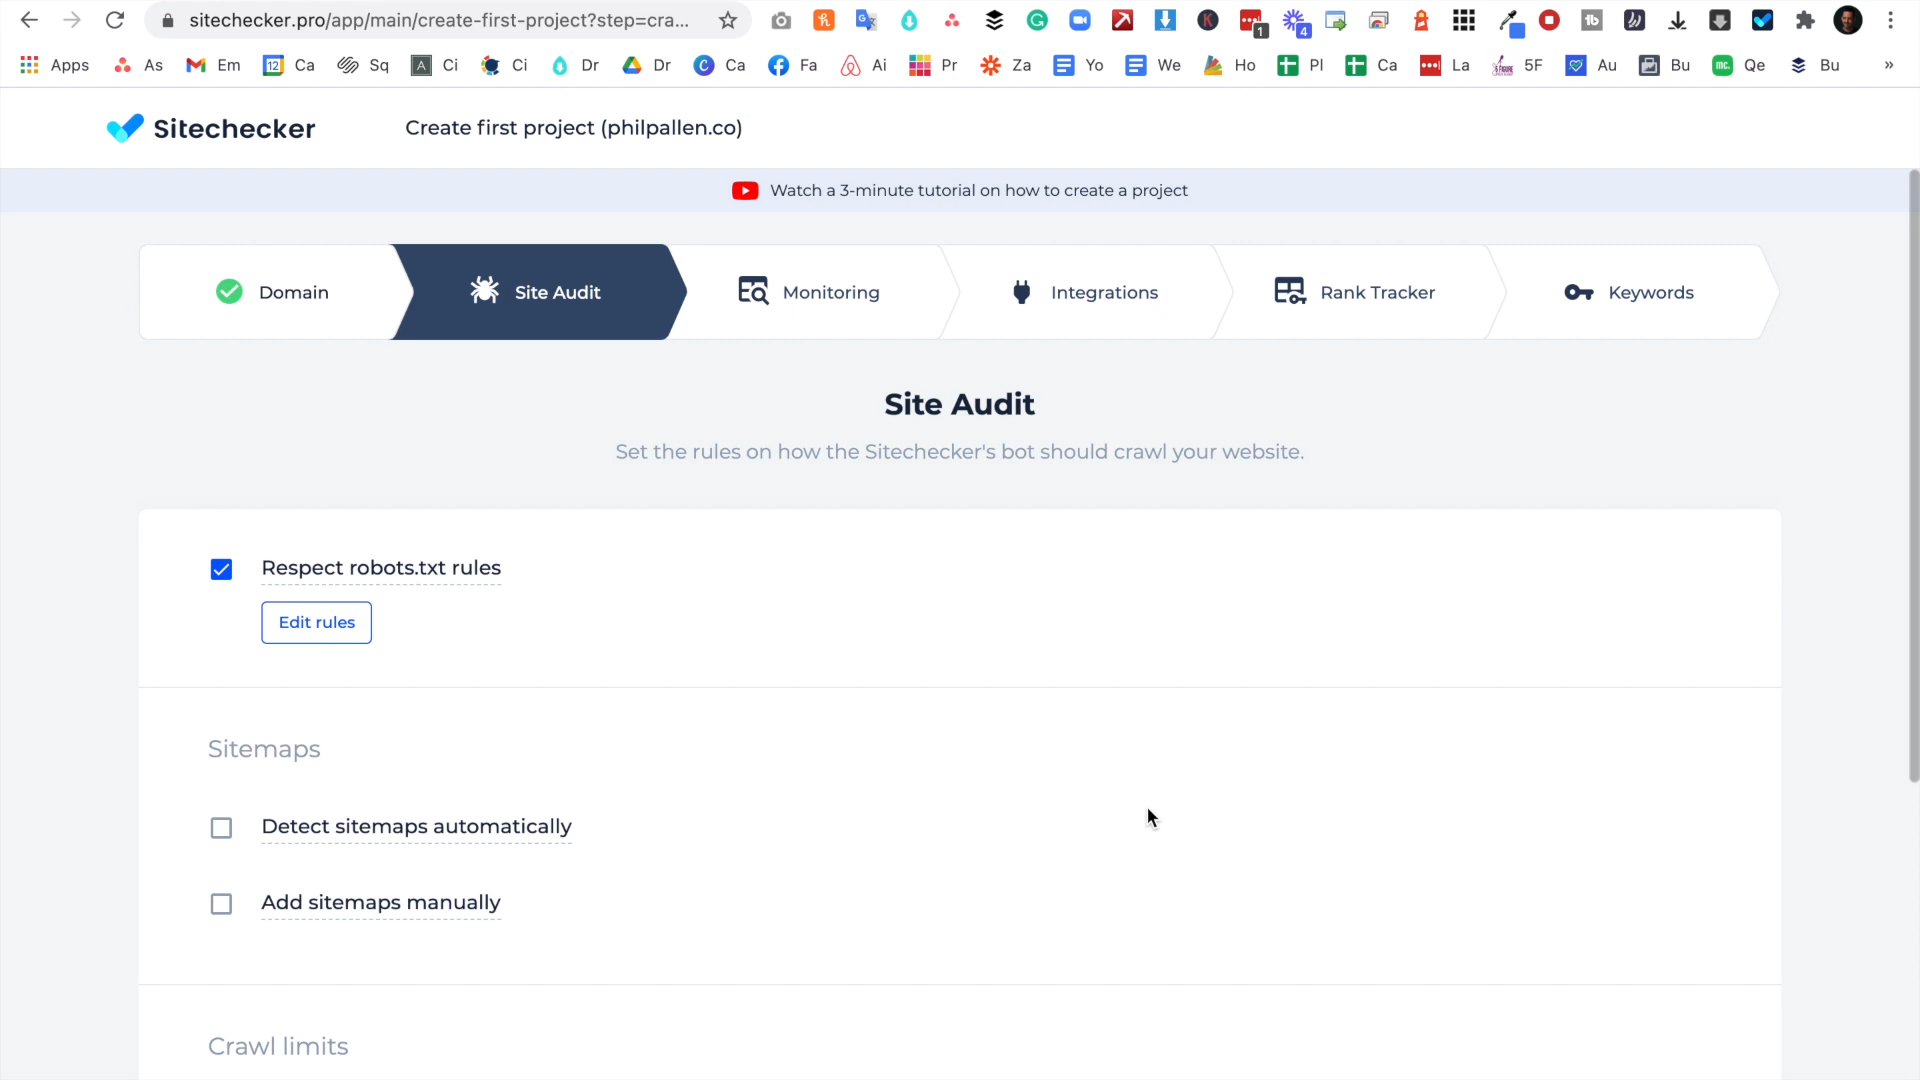 sitechecker.pro/app/main/create-first-project?step=cra...
1
4
Apps
As
Em
12
Ca
Sq
A
Ci
Ci
Dr
Dr
C
Ca
Fa
Ai
Pr
Za
Yo
We
Ho
Pl
Ca
La
5F
Au
Bu
mc.
Qe
Bu
»
Sitechecker
Create first project (philpallen.co)
Watch a 3-minute tutorial on how to create a project
Domain
Site Audit
Monitoring
Integrations
Rank Tracker
Keywords
Site Audit
Set the rules on how the Sitechecker's bot should crawl your website.
Respect robots.txt rules
Edit rules
Sitemaps
Detect sitemaps automatically
Add sitemaps manually
Crawl limits